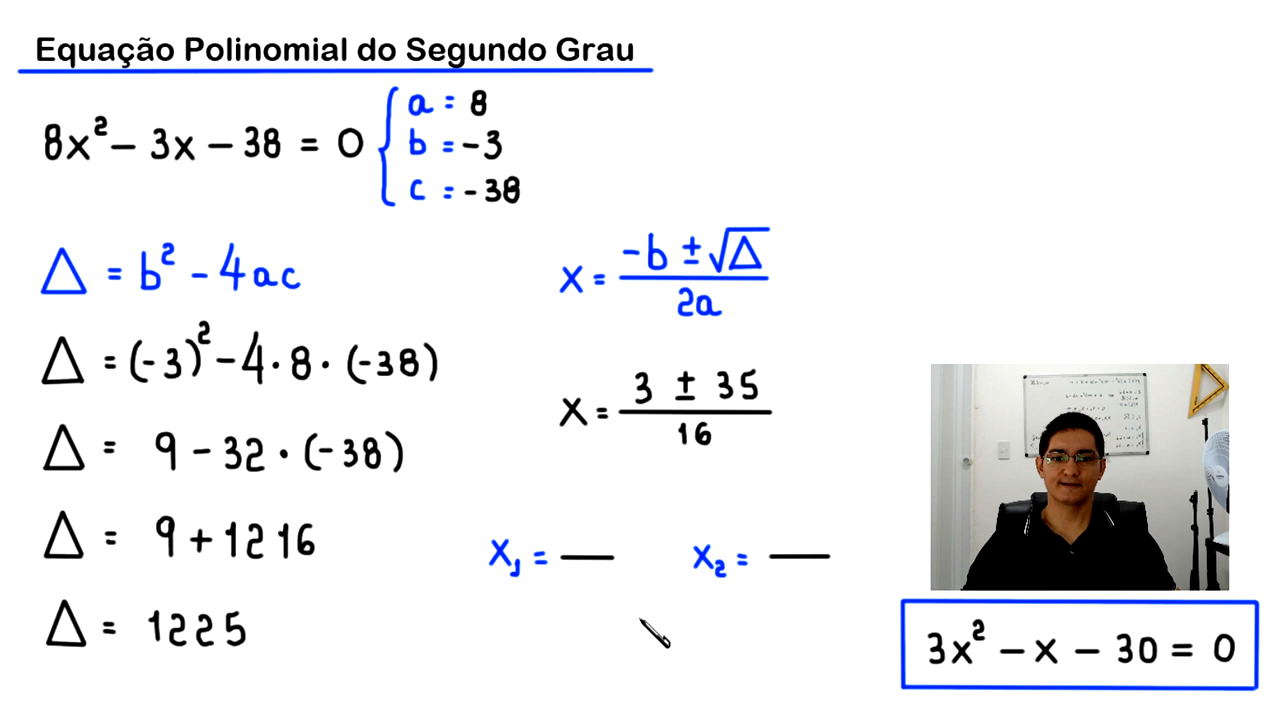 Equação Polinomial do Segundo Grau
8x² − 3x − 38 = 0
a = 8
b = -3
c = -38
Δ = b² - 4ac
Δ = (-3)² - 4 · 8 · (-38)
Δ = 9 - 32 · (-38)
Δ = 9 + 1216
Δ = 1225
x = (-b ± √Δ) / 2a
x = (3 ± 35) / 16
x₁ = —
x₂ = —
3x² − x − 30 = 0